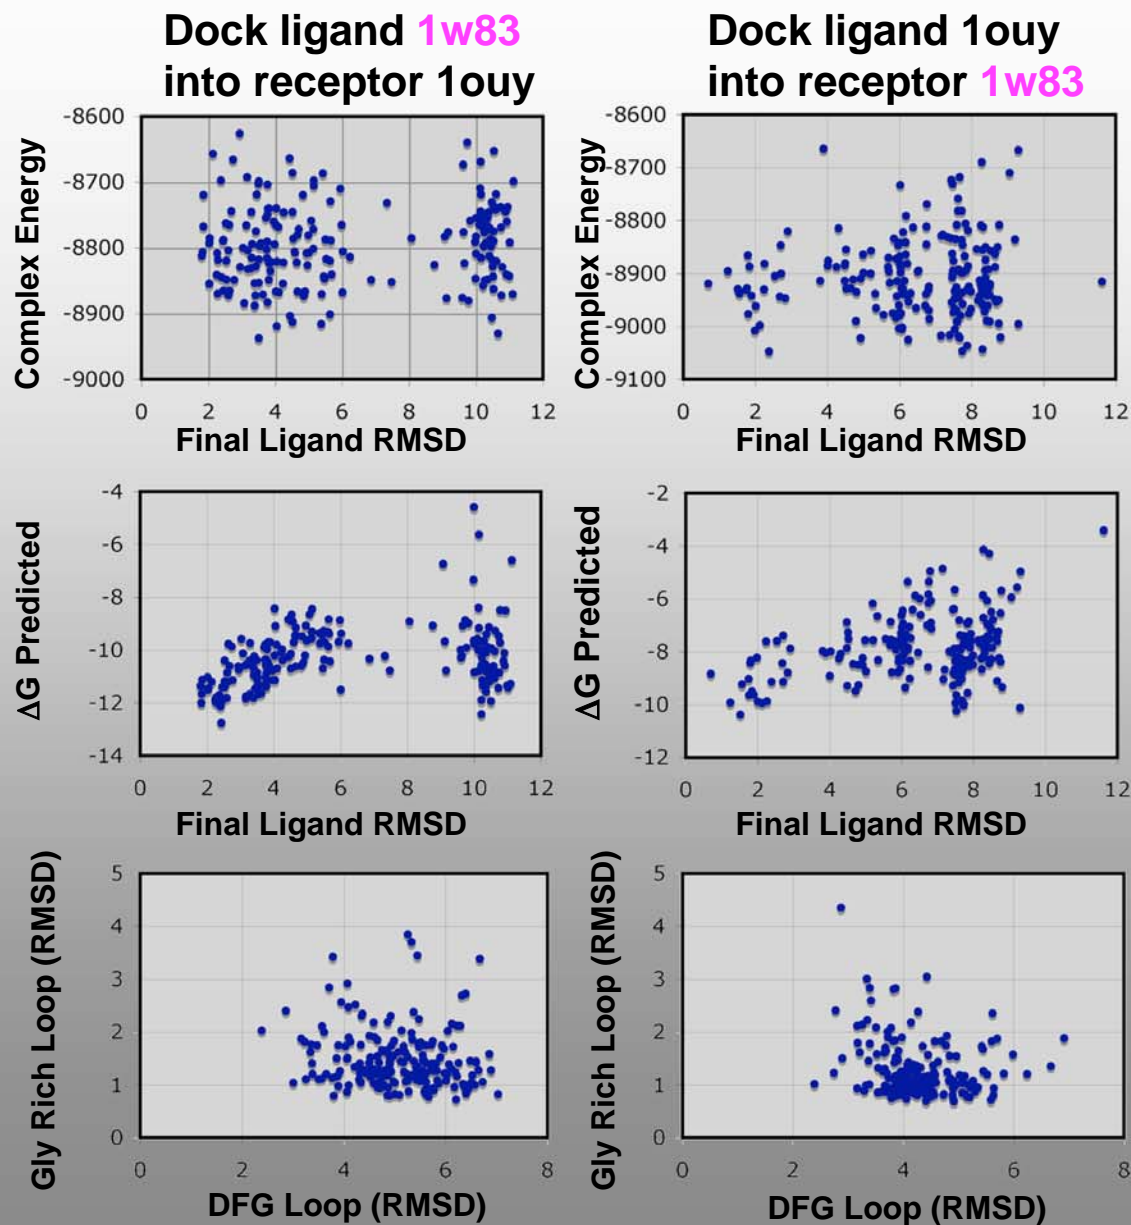 Dock ligand 1w83
into receptor 1ouy
Complex Energy
-8600
-8700
-8800
-8900
-9000
0 2 4 6 8 10 12
Final Ligand RMSD
Dock ligand 1ouy
into receptor 1w83
Complex Energy
-8600
-8700
-8800
-8900
-9000
-9100
0 2 4 6 8 10 12
Final Ligand RMSD
ΔG Predicted
-4
-6
-8
-10
-12
-14
0 2 4 6 8 10 12
Final Ligand RMSD
ΔG Predicted
-2
-4
-6
-8
-10
-12
0 2 4 6 8 10 12
Final Ligand RMSD
Gly Rich Loop (RMSD)
5
4
3
2
1
0
0 2 4 6 8
DFG Loop (RMSD)
Gly Rich Loop (RMSD)
5
4
3
2
1
0
0 2 4 6 8
DFG Loop (RMSD)